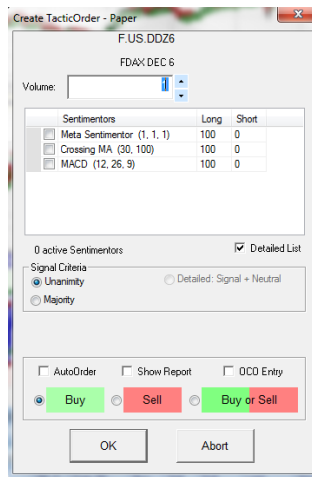 Create TacticOrder - Paper
F.US.DDZ6
FDAX DEC 6
Volume: 1
Sentimentors Long Short
Meta Sentimentor (1, 1, 1) 100 0
Crossing MA (30, 100) 100 0
MACD (12, 26, 9) 100 0
0 active Sentimentors Detailed List
Signal Criteria
Unanimity Detailed: Signal + Neutral
Majority
AutoOrder Show Report OCO Entry
Buy Sell Buy or Sell
OK Abort